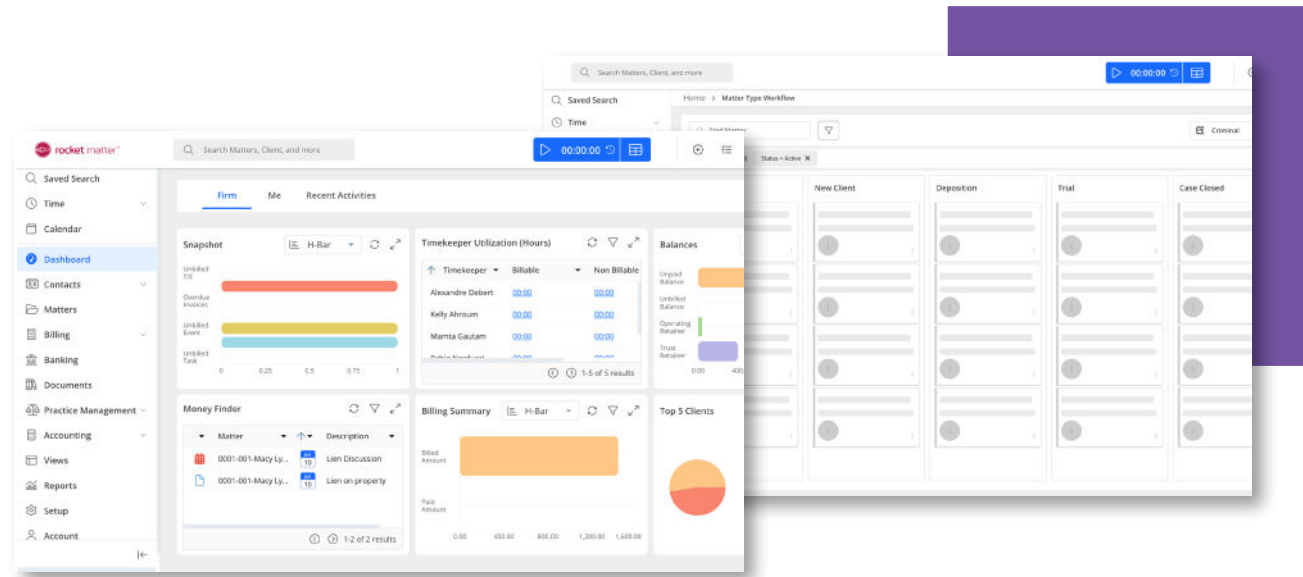 Search Matters, Client, and more
00:00:00
Saved Search
Home > Matter Type Workflow
Time
Find Matter
Criminal
Status = Active X
New Client
Deposition
Trial
Case Closed
rocket matter
Search Matters, Client, and more
00:00:00
Saved Search
Time
Calendar
Dashboard
Contacts
Matters
Billing
Banking
Documents
Practice Management
Accounting
Views
Reports
Setup
Account
Firm
Me
Recent Activities
Snapshot
H-Bar
Unbilled
T/E
Overdue
Invoices
Unbilled
Event
Unbilled
Task
0 0.25 0.5 0.75 1
Timekeeper Utilization (Hours)
Timekeeper Billable Non Billable
Alexandre Debert 00:00 00:00
Kelly Ahroum 00:00 00:00
Mamta Gautam 00:00 00:00
1-5 of 5 results
Balances
Unpaid
Balance
Unbilled
Balance
Operating
Retainer
Trust
Retainer
0.00 400
Money Finder
Matter Description
0001-001-Macy Ly... 10 Lien Discussion
0001-001-Macy Ly... 10 Lien on property
1-2 of 2 results
Billing Summary
H-Bar
Billed
Amount
Paid
Amount
0.00 400.00 800.00 1,200.00 1,600.00
Top 5 Clients